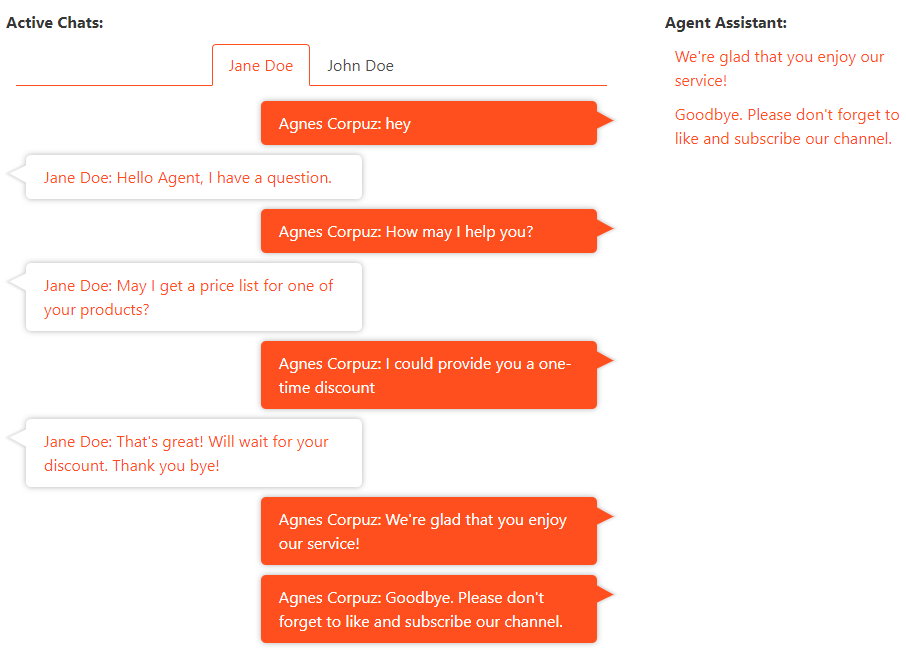 Active Chats:
Jane Doe
John Doe
Agnes Corpuz: hey
Jane Doe: Hello Agent, I have a question.
Agnes Corpuz: How may I help you?
Jane Doe: May I get a price list for one of
your products?
Agnes Corpuz: I could provide you a one-
time discount
Jane Doe: That's great! Will wait for your
discount. Thank you bye!
Agnes Corpuz: We're glad that you enjoy
our service!
Agnes Corpuz: Goodbye. Please don't
forget to like and subscribe our channel.
Agent Assistant:
We're glad that you enjoy our
service!
Goodbye. Please don't forget to
like and subscribe our channel.